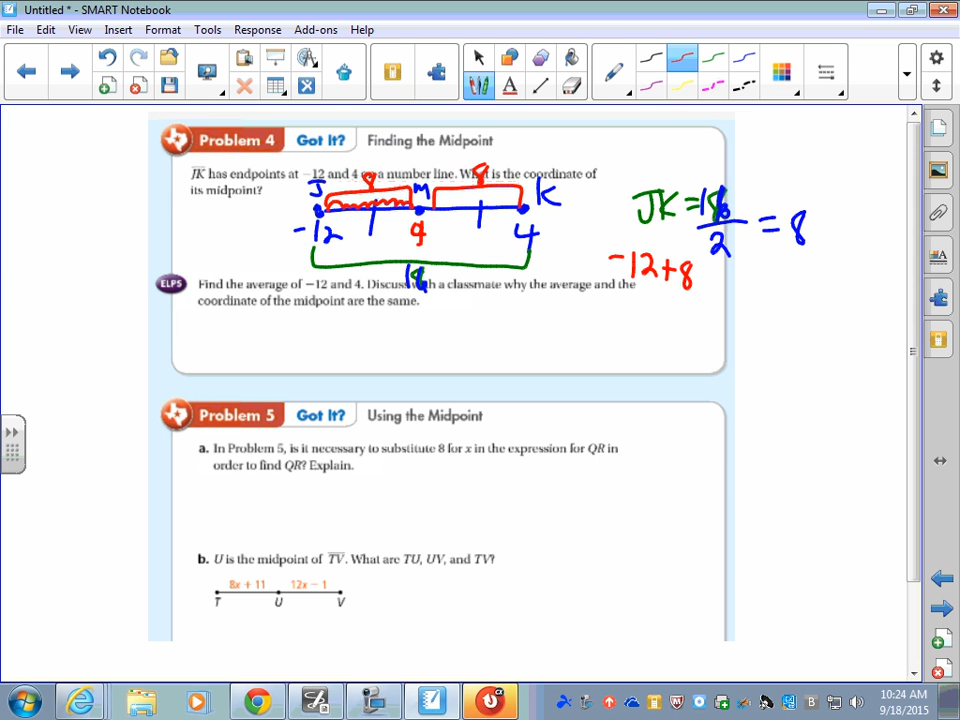 Untitled * - SMART Notebook
File Edit View Insert Format Tools Response Add-ons Help
Problem 4 Got It? Finding the Midpoint
JK has endpoints at −12 and 4 on a number line. What is the coordinate of
its midpoint?
8 8
J M K
-12 4
JK = 16
2
= 8
-12+8
16
ELPS Find the average of −12 and 4. Discuss with a classmate why the average and the
coordinate of the midpoint are the same.
Problem 5 Got It? Using the Midpoint
a. In Problem 5, is it necessary to substitute 8 for x in the expression for QR in
order to find QR? Explain.
b. U is the midpoint of TV. What are TU, UV, and TV?
8x + 11 12x − 1
T U V
10:24 AM
9/18/2015